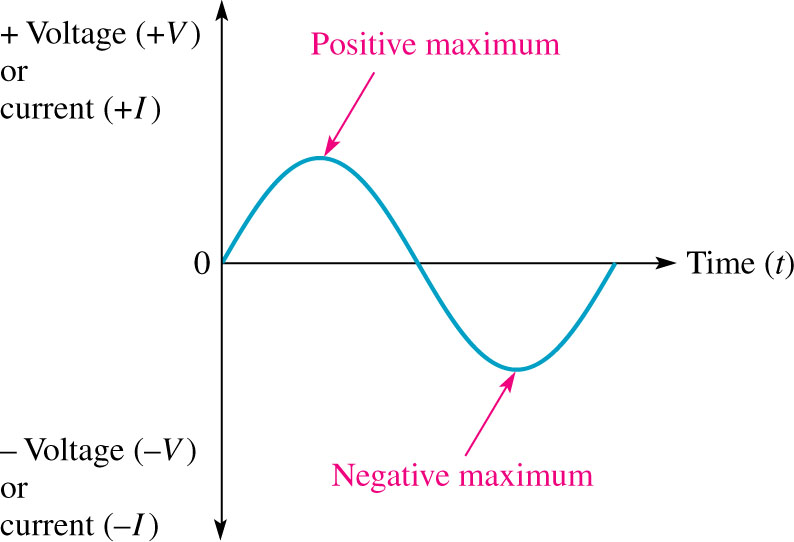 + Voltage (+V)
or
current (+I)
Positive maximum
0
Time (t)
– Voltage (–V)
or
current (–I)
Negative maximum